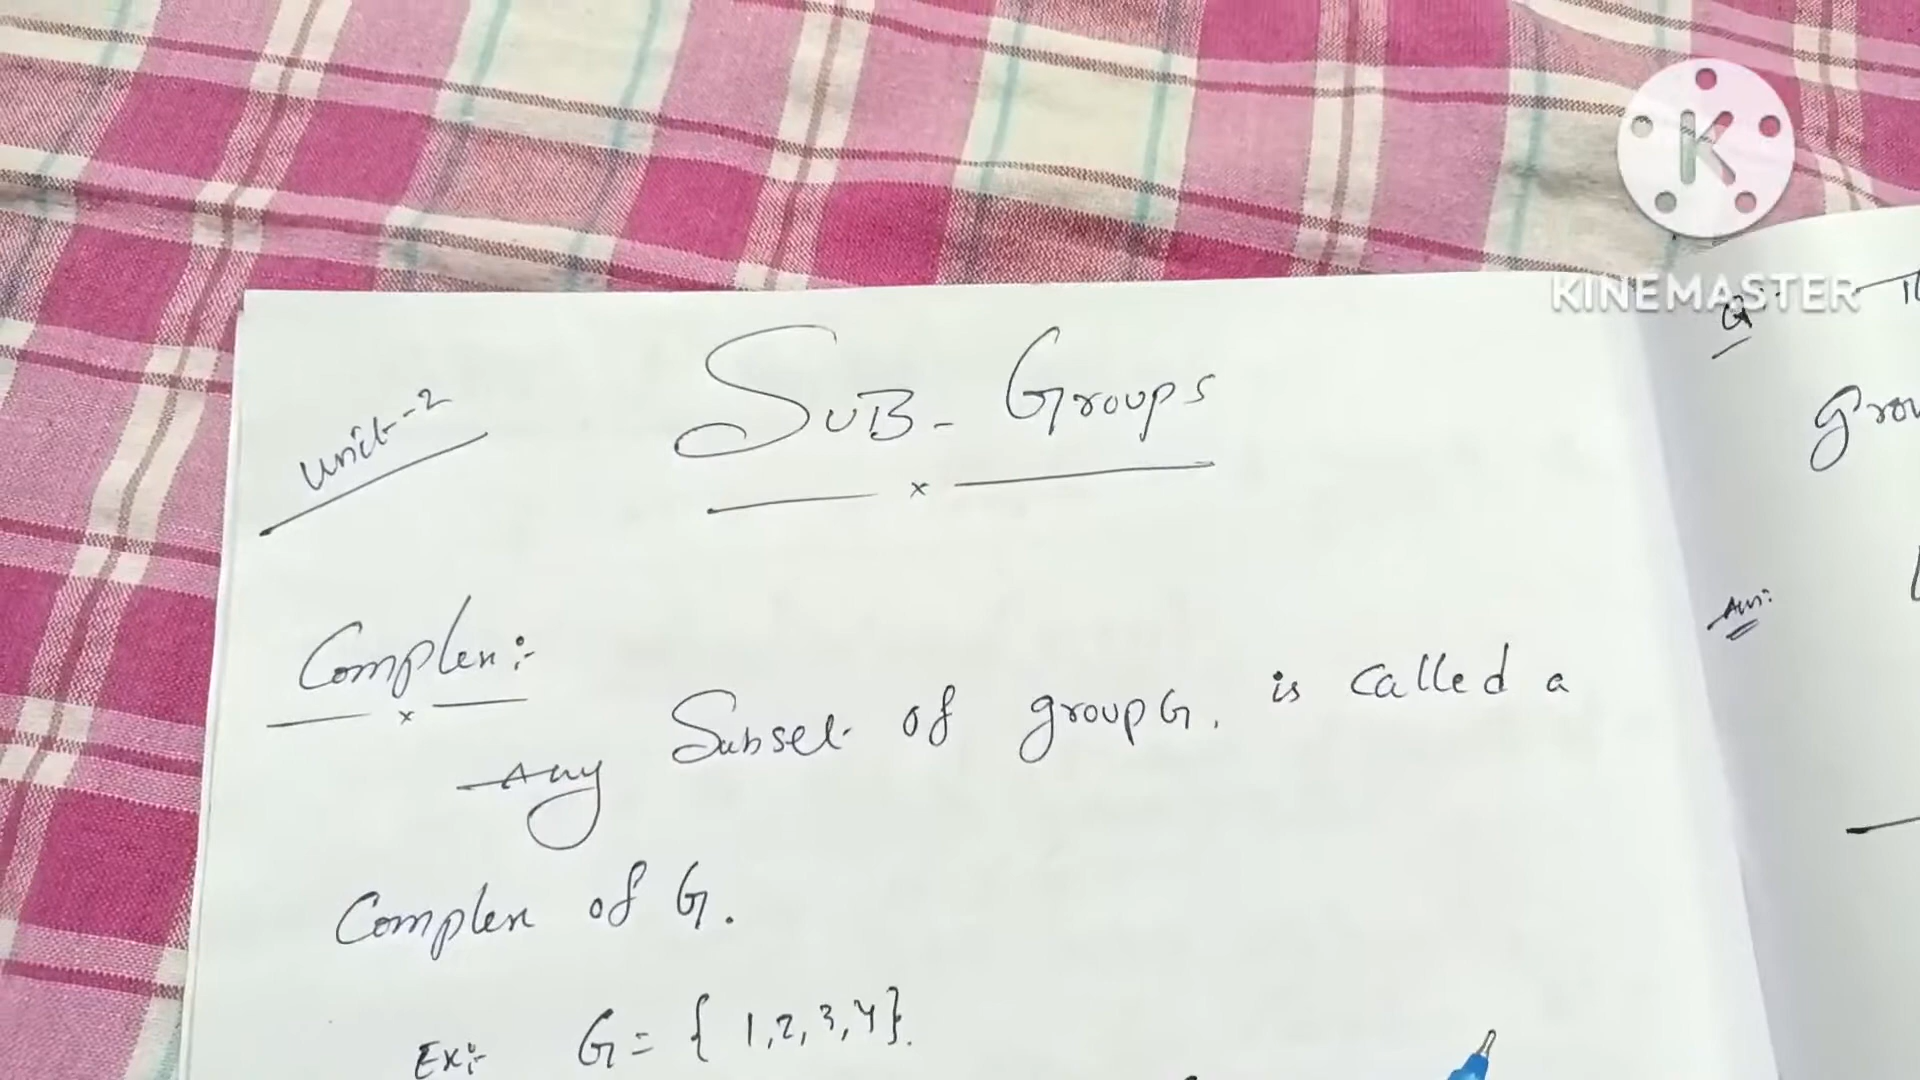 Unit-2
SUB-Groups
Complex:-
Any Subset of group G. is called a
Complex of G.
Ex:- G = { 1,2,3,4}.
Q:-
grou
Ans:
K
KINEMASTER